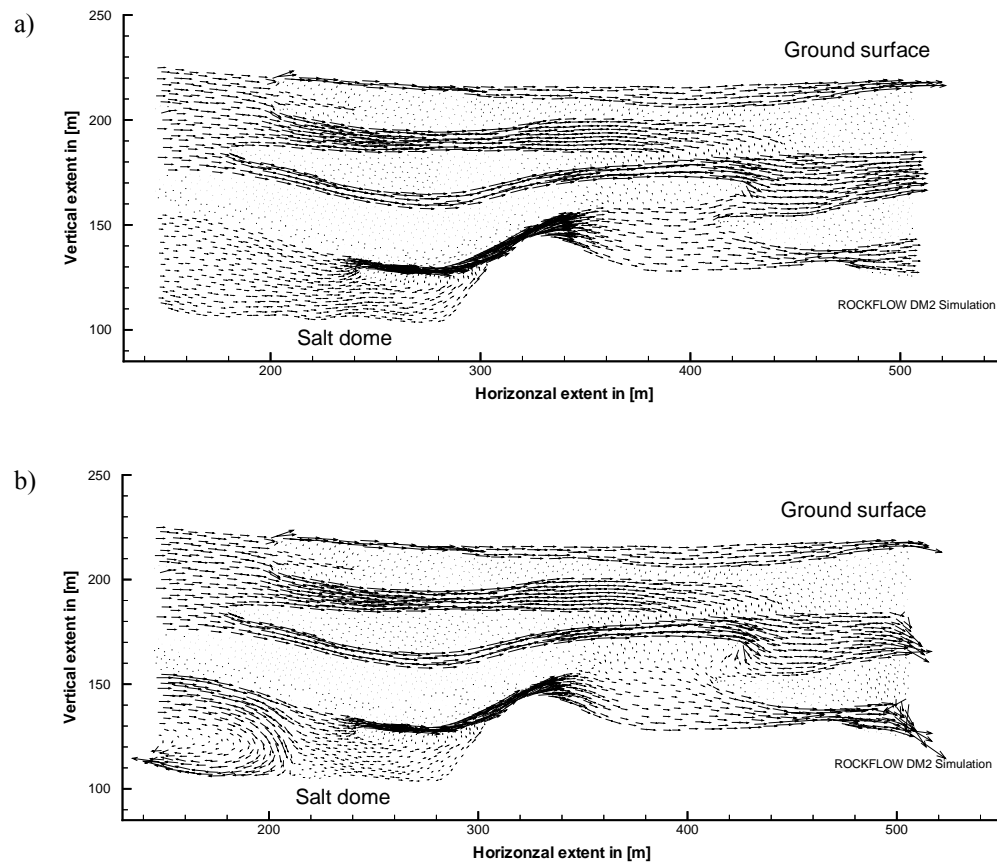 a)
250
Ground surface
200
Vertical extent in [m]
150
ROCKFLOW DM2 Simulation
100
Salt dome
200 300 400 500
Horizonzal extent in [m]
b)
250
Ground surface
200
Vertical extent in [m]
150
ROCKFLOW DM2 Simulation
100
Salt dome
200 300 400 500
Horizonzal extent in [m]